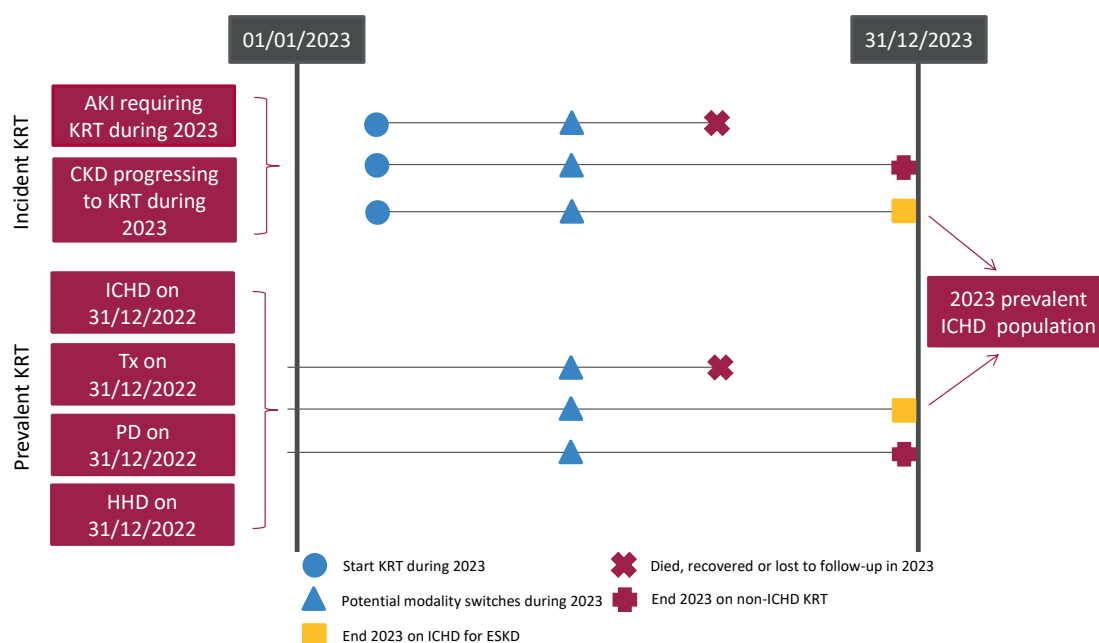 01/01/2023
31/12/2023
Incident KRT
AKI requiring
KRT during 2023
CKD progressing
to KRT during
2023
Prevalent KRT
ICHD on
31/12/2022
Tx on
31/12/2022
PD on
31/12/2022
HHD on
31/12/2022
2023 prevalent
ICHD population
Start KRT during 2023
Died, recovered or lost to follow-up in 2023
Potential modality switches during 2023
End 2023 on non-ICHD KRT
End 2023 on ICHD for ESKD